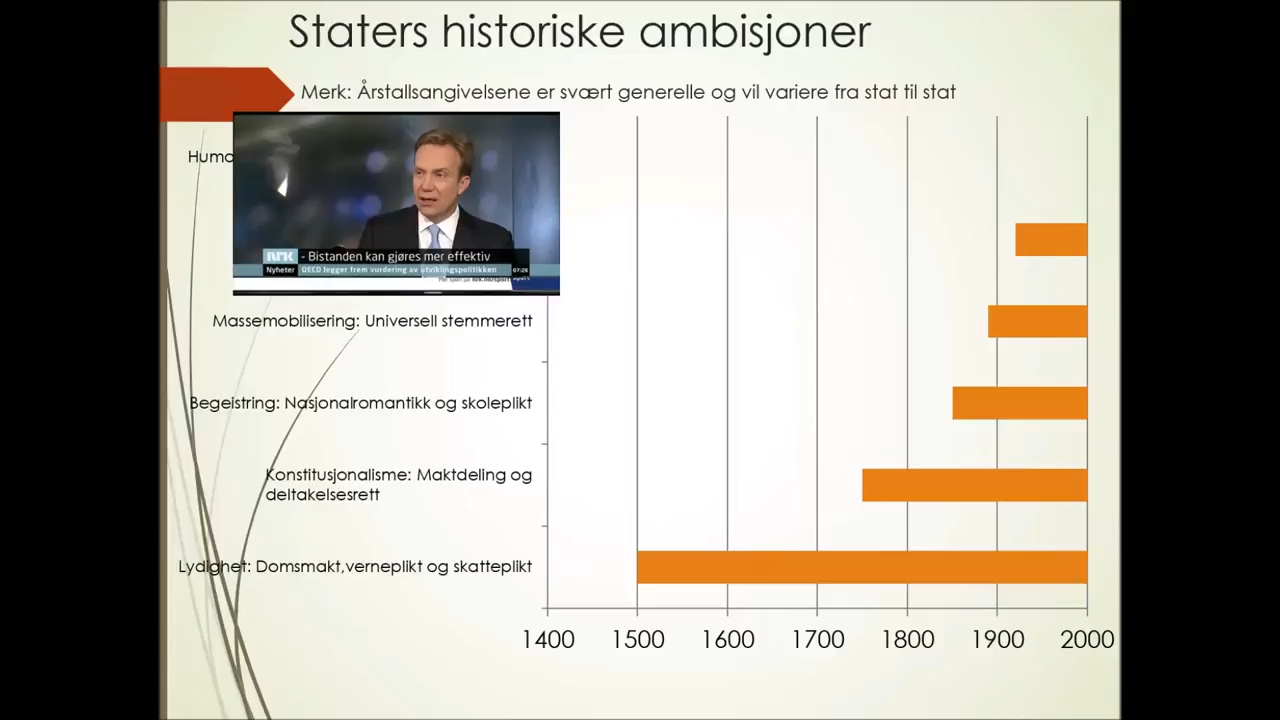 Staters historiske ambisjoner
Merk: Årstallsangivelsene er svært generelle og vil variere fra stat til stat
nrk - Bistanden kan gjøres mer effektiv
Nyheter OECD legger frem vurdering av utviklingspolitikken 07:26
Massemobilisering: Universell stemmerett
Begeistring: Nasjonalromantikk og skoleplikt
Konstitusjonalisme: Maktdeling og
deltakelsesrett
Lydighet: Domsmakt,verneplikt og skatteplikt
1400 1500 1600 1700 1800 1900 2000